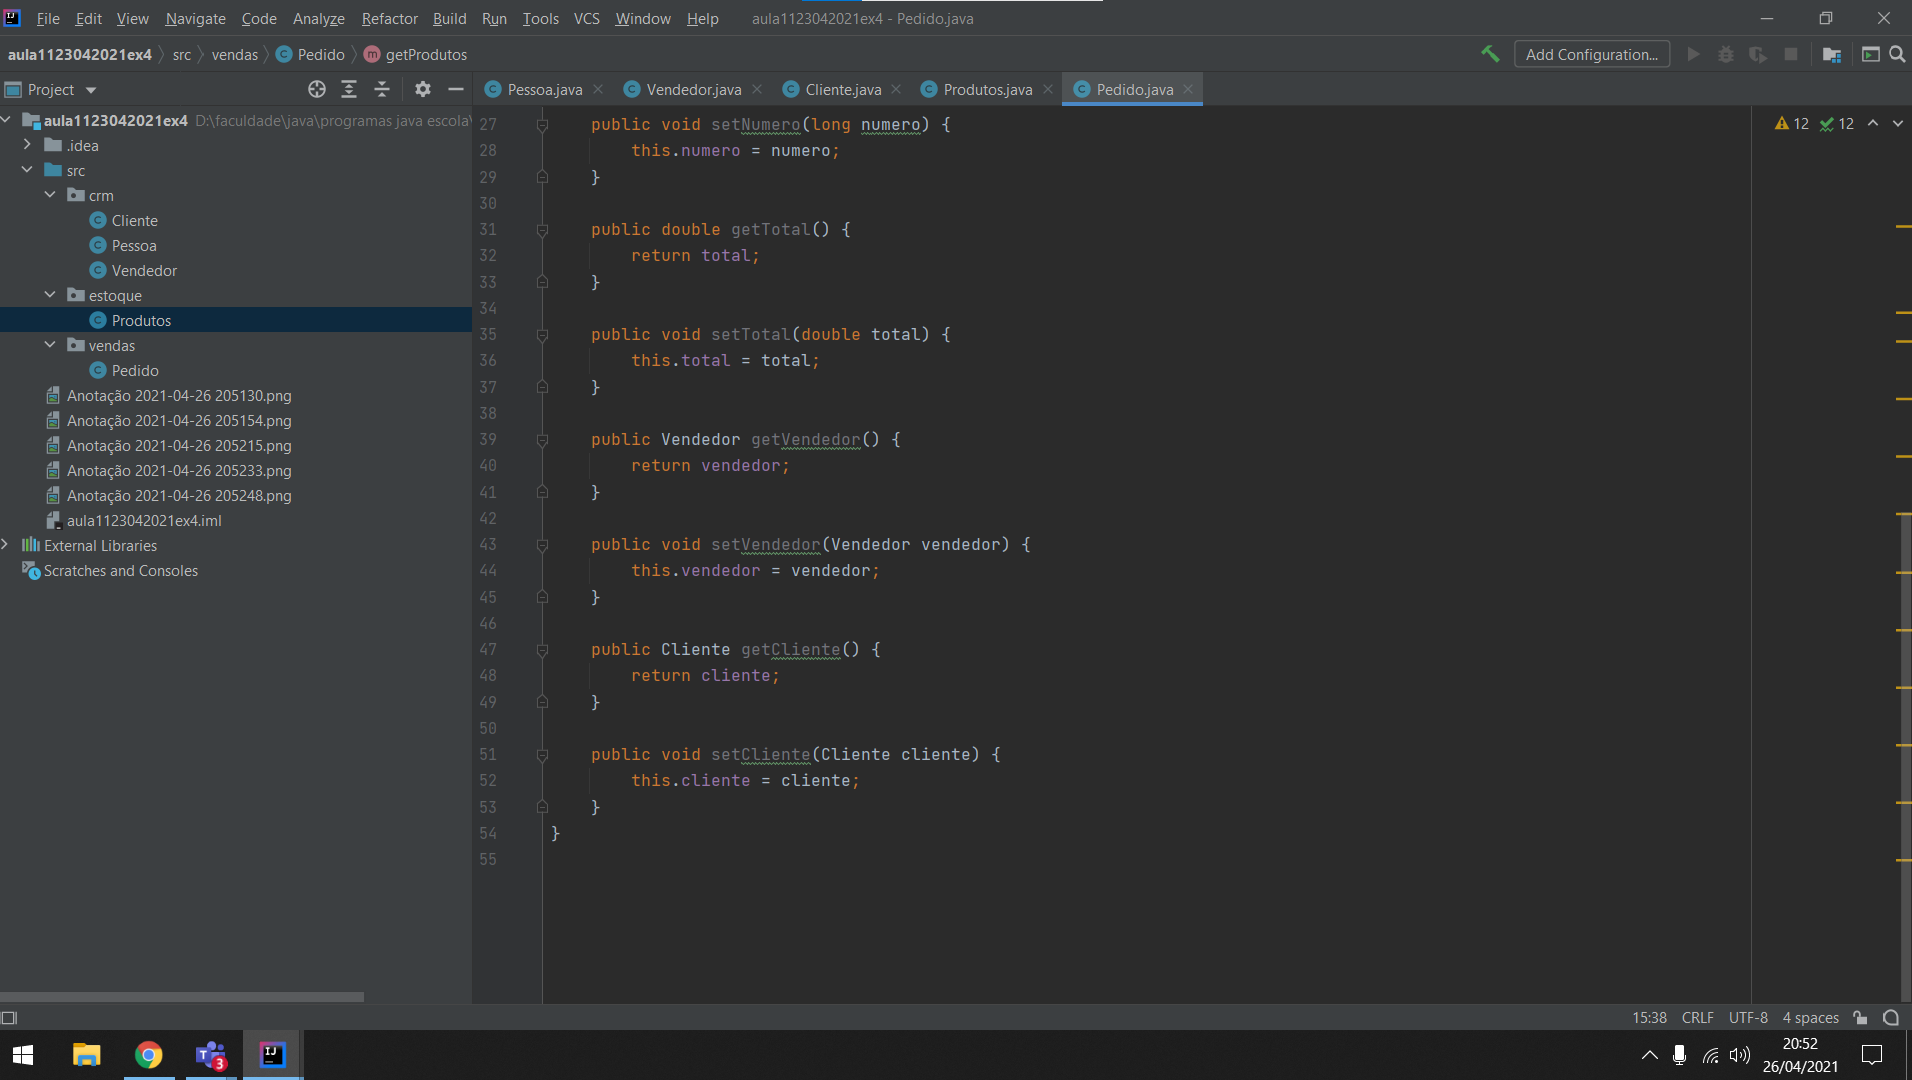 File Edit View Navigate Code Analyze Refactor Build Run Tools VCS Window Help aula1123042021ex4 - Pedido.java
aula1123042021ex4 src vendas Pedido getProdutos Add Configuration...
Project
Pessoa.java Vendedor.java Cliente.java Produtos.java Pedido.java
aula1123042021ex4 D:\faculdade\java\programas java escola\
.idea
src
crm
Cliente
Pessoa
Vendedor
estoque
Produtos
vendas
Pedido
Anotação 2021-04-26 205130.png
Anotação 2021-04-26 205154.png
Anotação 2021-04-26 205215.png
Anotação 2021-04-26 205233.png
Anotação 2021-04-26 205248.png
aula1123042021ex4.iml
External Libraries
Scratches and Consoles
12 12
27 public void setNumero(long numero) {
28 this.numero = numero;
29 }
30
31 public double getTotal() {
32 return total;
33 }
34
35 public void setTotal(double total) {
36 this.total = total;
37 }
38
39 public Vendedor getVendedor() {
40 return vendedor;
41 }
42
43 public void setVendedor(Vendedor vendedor) {
44 this.vendedor = vendedor;
45 }
46
47 public Cliente getCliente() {
48 return cliente;
49 }
50
51 public void setCliente(Cliente cliente) {
52 this.cliente = cliente;
53 }
54 }
55
15:38 CRLF UTF-8 4 spaces
3
20:52
26/04/2021